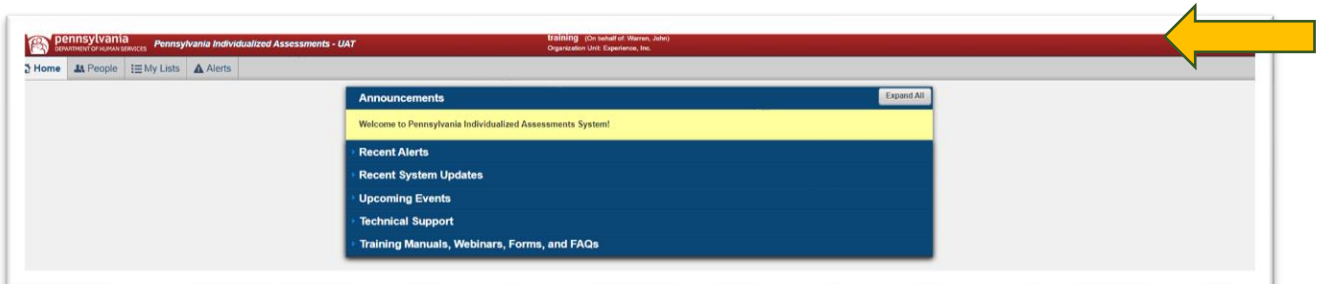 pennsylvania
DEPARTMENT OF HUMAN SERVICES
Pennsylvania Individualized Assessments - UAT
training (On behalf of: Warren, John)
Organization Unit: Experience, Inc.
Home People My Lists Alerts
Announcements Expand All
Welcome to Pennsylvania Individualized Assessments System!
Recent Alerts
Recent System Updates
Upcoming Events
Technical Support
Training Manuals, Webinars, Forms, and FAQs